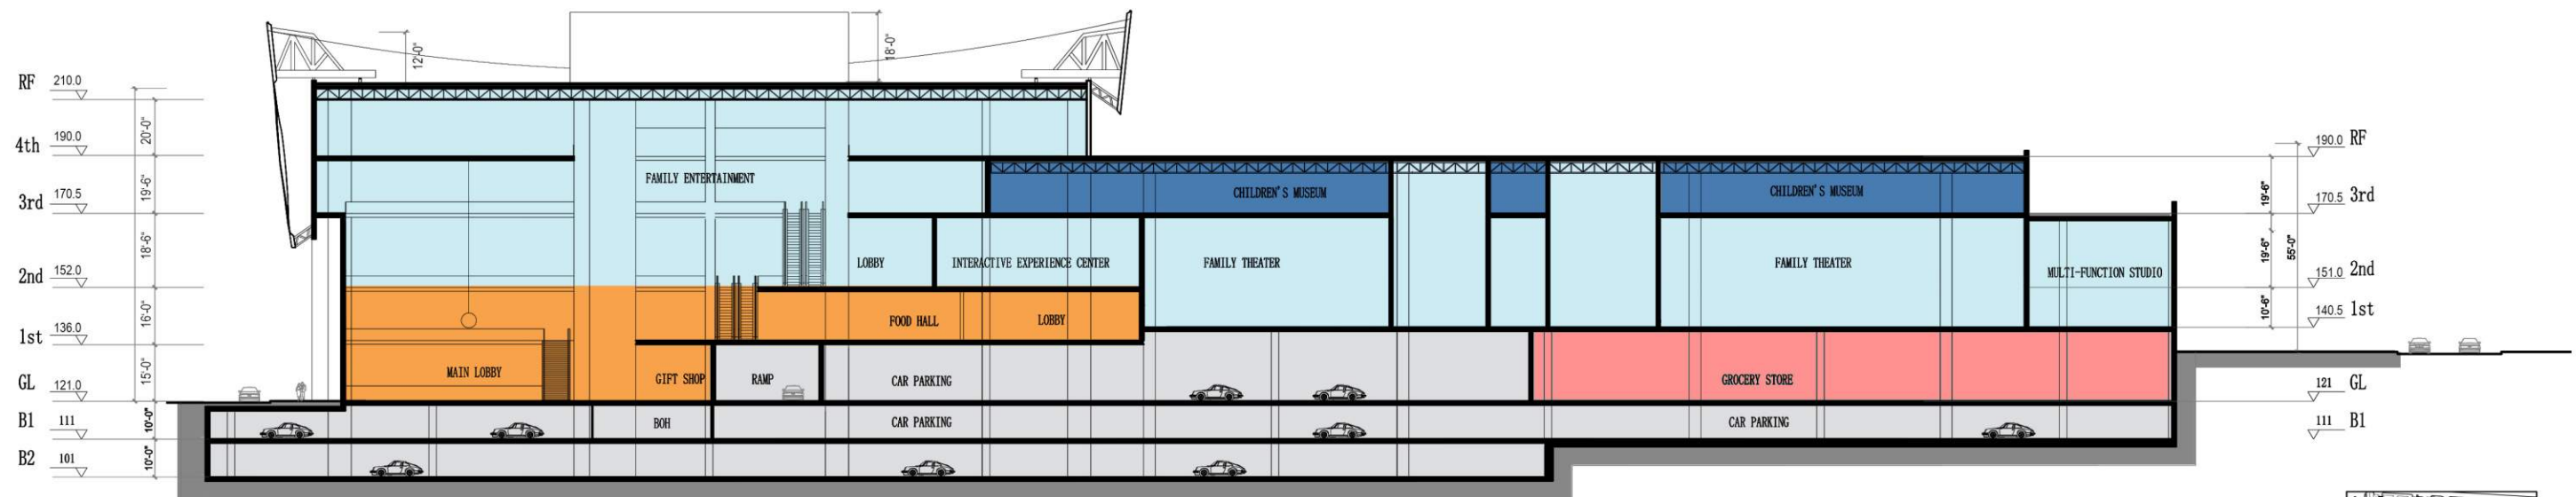 12'-0"
18'-0"
RF 210.0
20'-0"
4th 190.0
190.0 RF
FAMILY ENTERTAINMENT
19'-6"
CHILDREN'S MUSEUM
CHILDREN'S MUSEUM
19'-6"
3rd 170.5
170.5 3rd
18'-6"
LOBBY
INTERACTIVE EXPERIENCE CENTER
FAMILY THEATER
FAMILY THEATER
MULTI-FUNCTION STUDIO
19'-6"
55'-0"
2nd 152.0
151.0 2nd
16'-0"
FOOD HALL
LOBBY
10'-6"
140.5 1st
1st 136.0
15'-0"
MAIN LOBBY
GIFT SHOP
RAMP
CAR PARKING
GROCERY STORE
GL 121.0
121 GL
B1 111
10'-0"
BOH
CAR PARKING
CAR PARKING
111 B1
B2 101
10'-0"